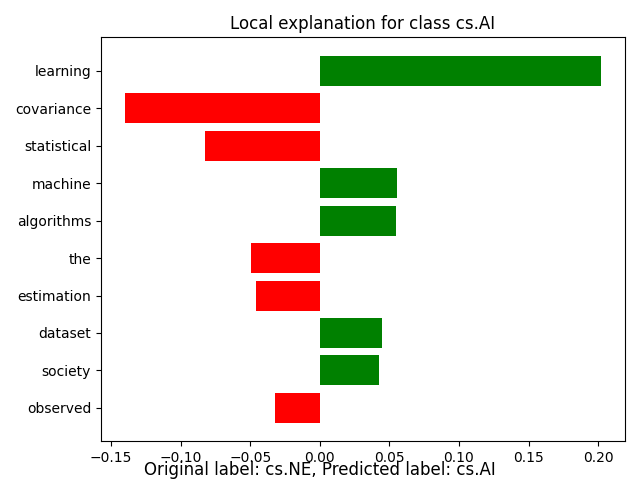 Local explanation for class cs.AI
learning
covariance
statistical
machine
algorithms
the
estimation
dataset
society
observed
−0.15 −0.10 −0.05 0.00 0.05 0.10 0.15 0.20
Original label: cs.NE, Predicted label: cs.AI